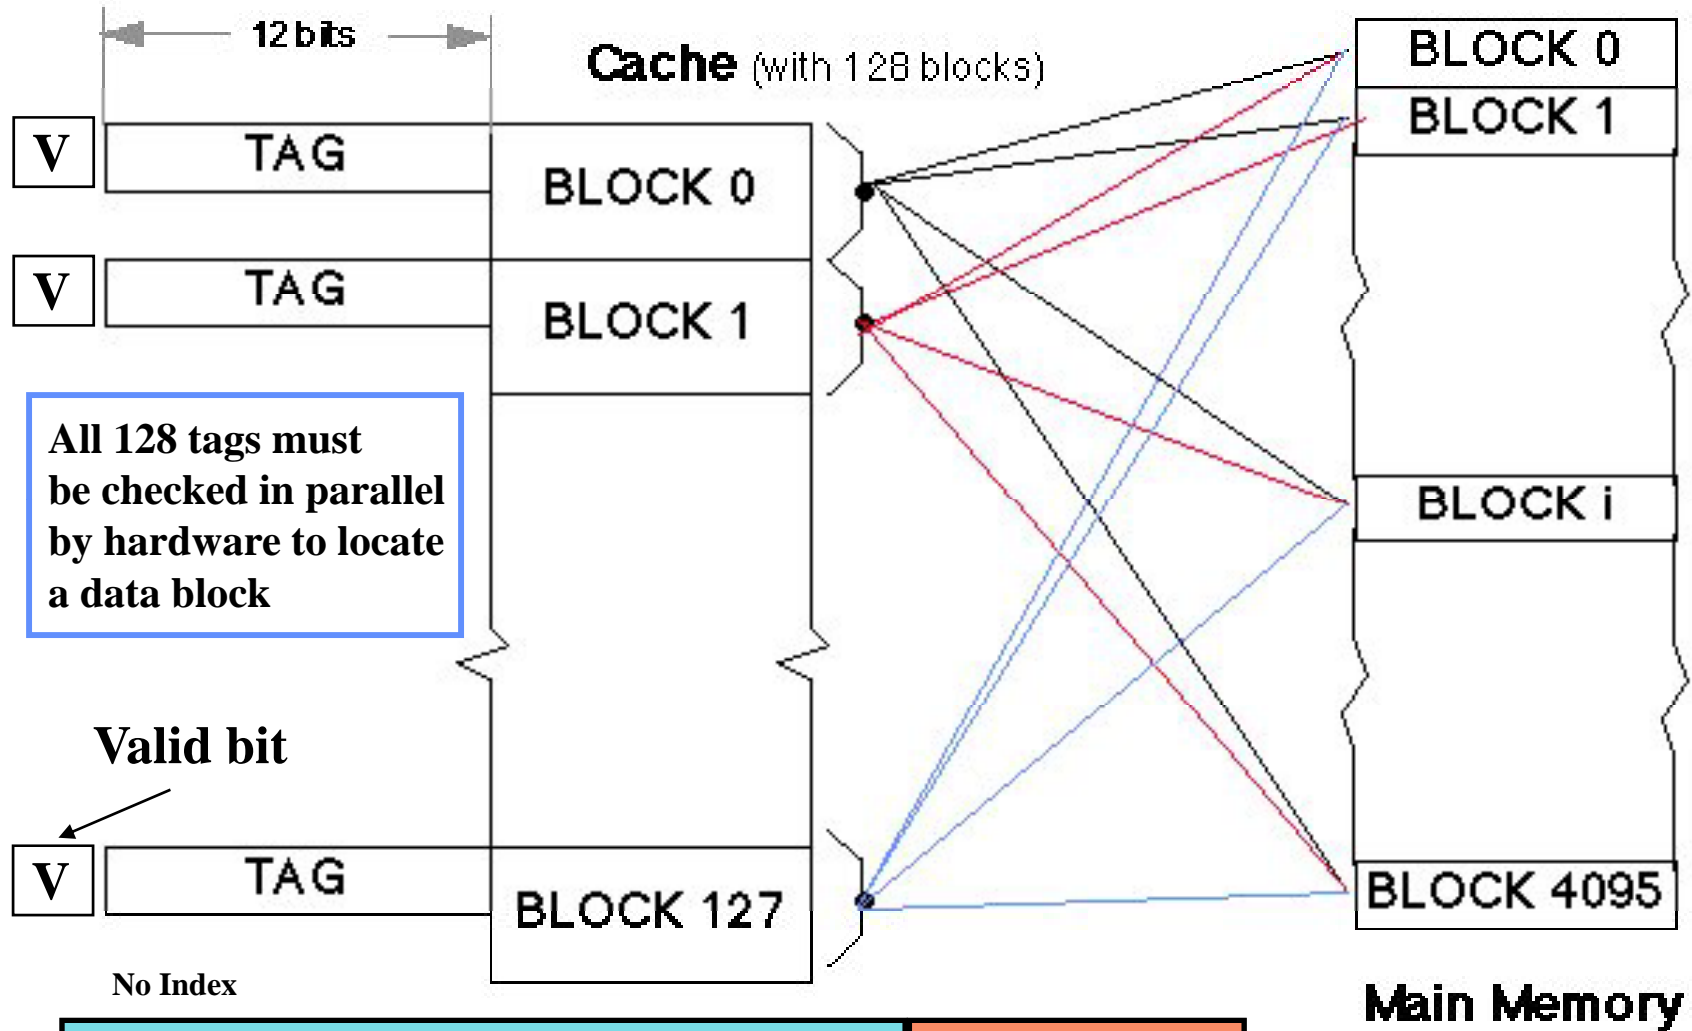 12 bits
Cache (with 128 blocks)
BLOCK 0
BLOCK 1
V
TAG
BLOCK 0
V
TAG
BLOCK 1
All 128 tags must
be checked in parallel
by hardware to locate
a data block
BLOCK i
Valid bit
V
TAG
BLOCK 127
BLOCK 4095
No Index
Main Memory